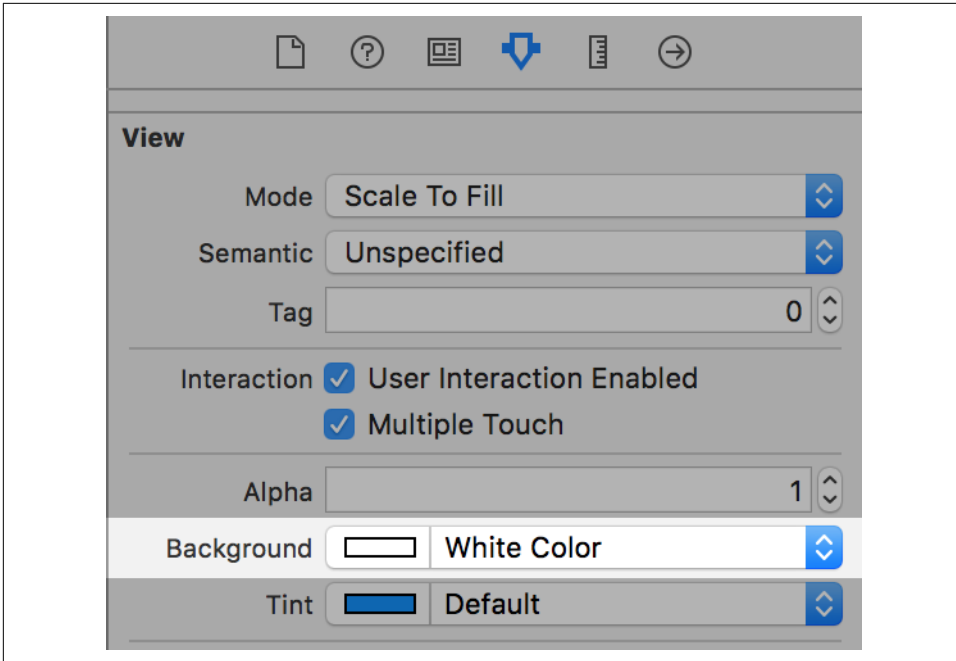 View
Mode Scale To Fill
Semantic Unspecified
Tag 0
Interaction User Interaction Enabled
Multiple Touch
Alpha 1
Background White Color
Tint Default